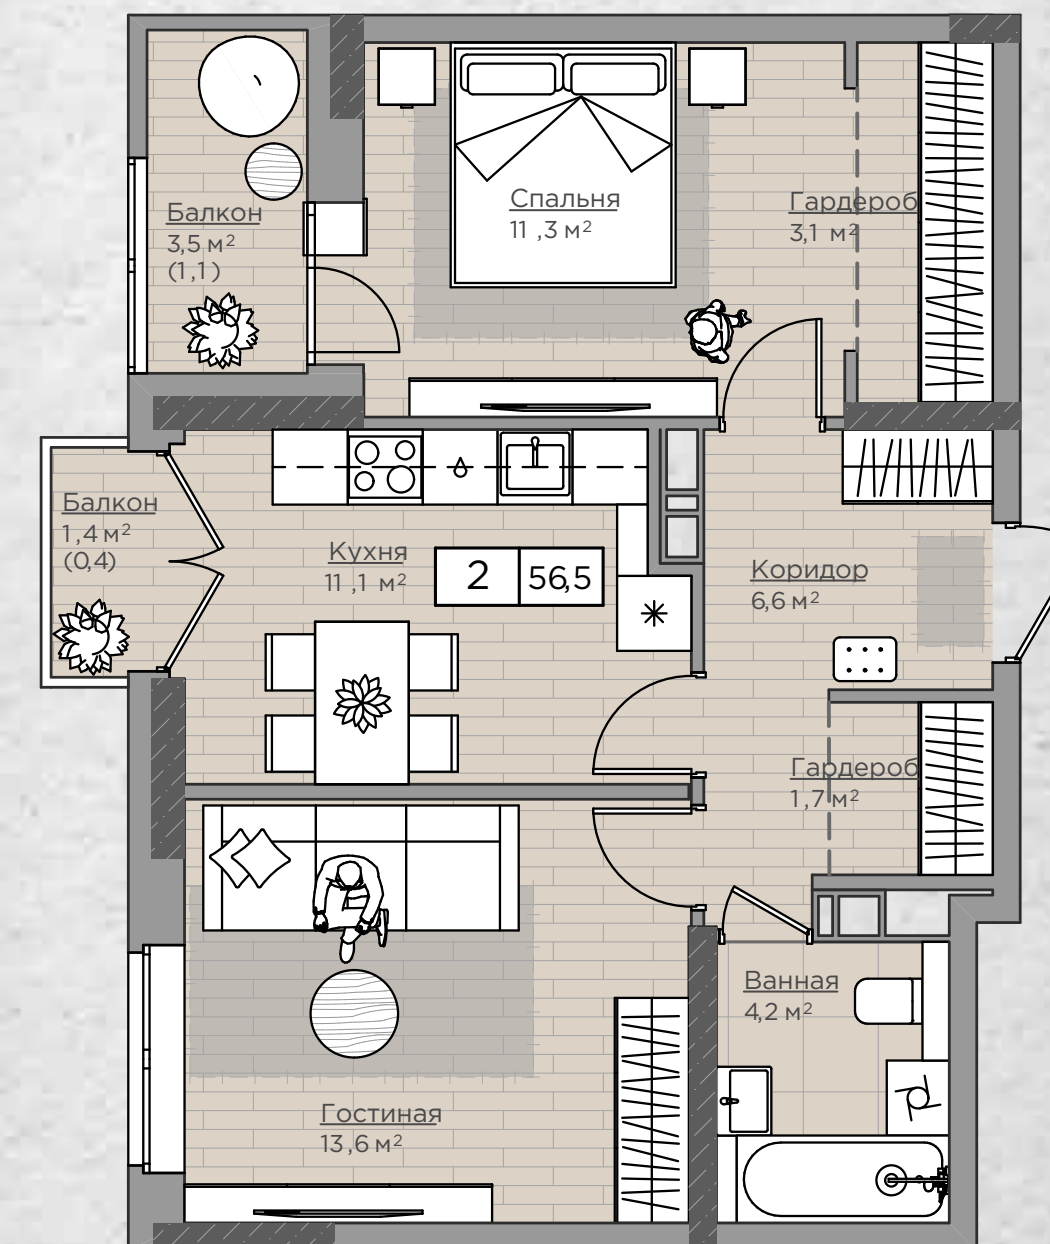 Балкон
3,5 м²
(1,1)
Спальня
11,3 м²
Гардероб
3,1 м²
Балкон
1,4 м²
(0,4)
Кухня
11,1 м²
2 56,5
Коридор
6,6 м²
Гардероб
1,7 м²
Ванная
4,2 м²
Гостиная
13,6 м²